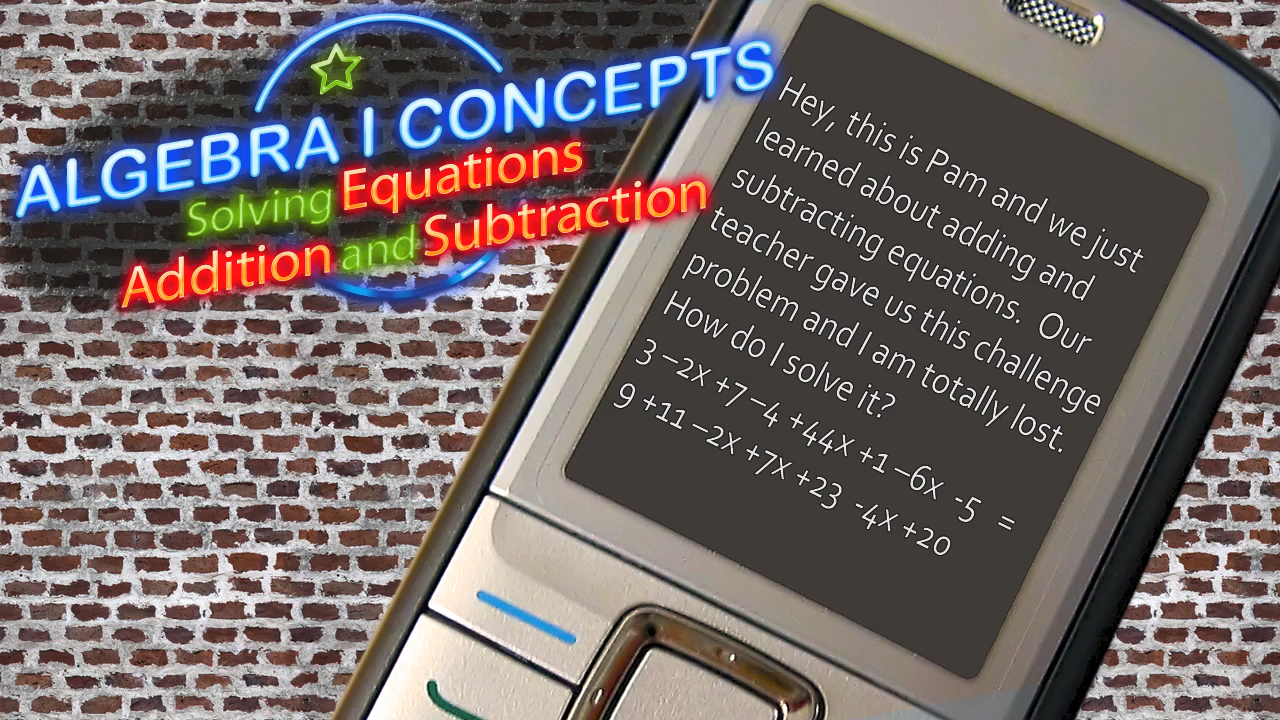 ALGEBRA I CONCEPTS
Solving Equations
Addition and Subtraction
Hey, this is Pam and we just
learned about adding and
subtracting equations. Our
teacher gave us this challenge
problem and I am totally lost.
How do I solve it?
3 –2x +7 –4 +44x +1 –6x -5 =
9 +11 –2x +7x +23 -4x +20